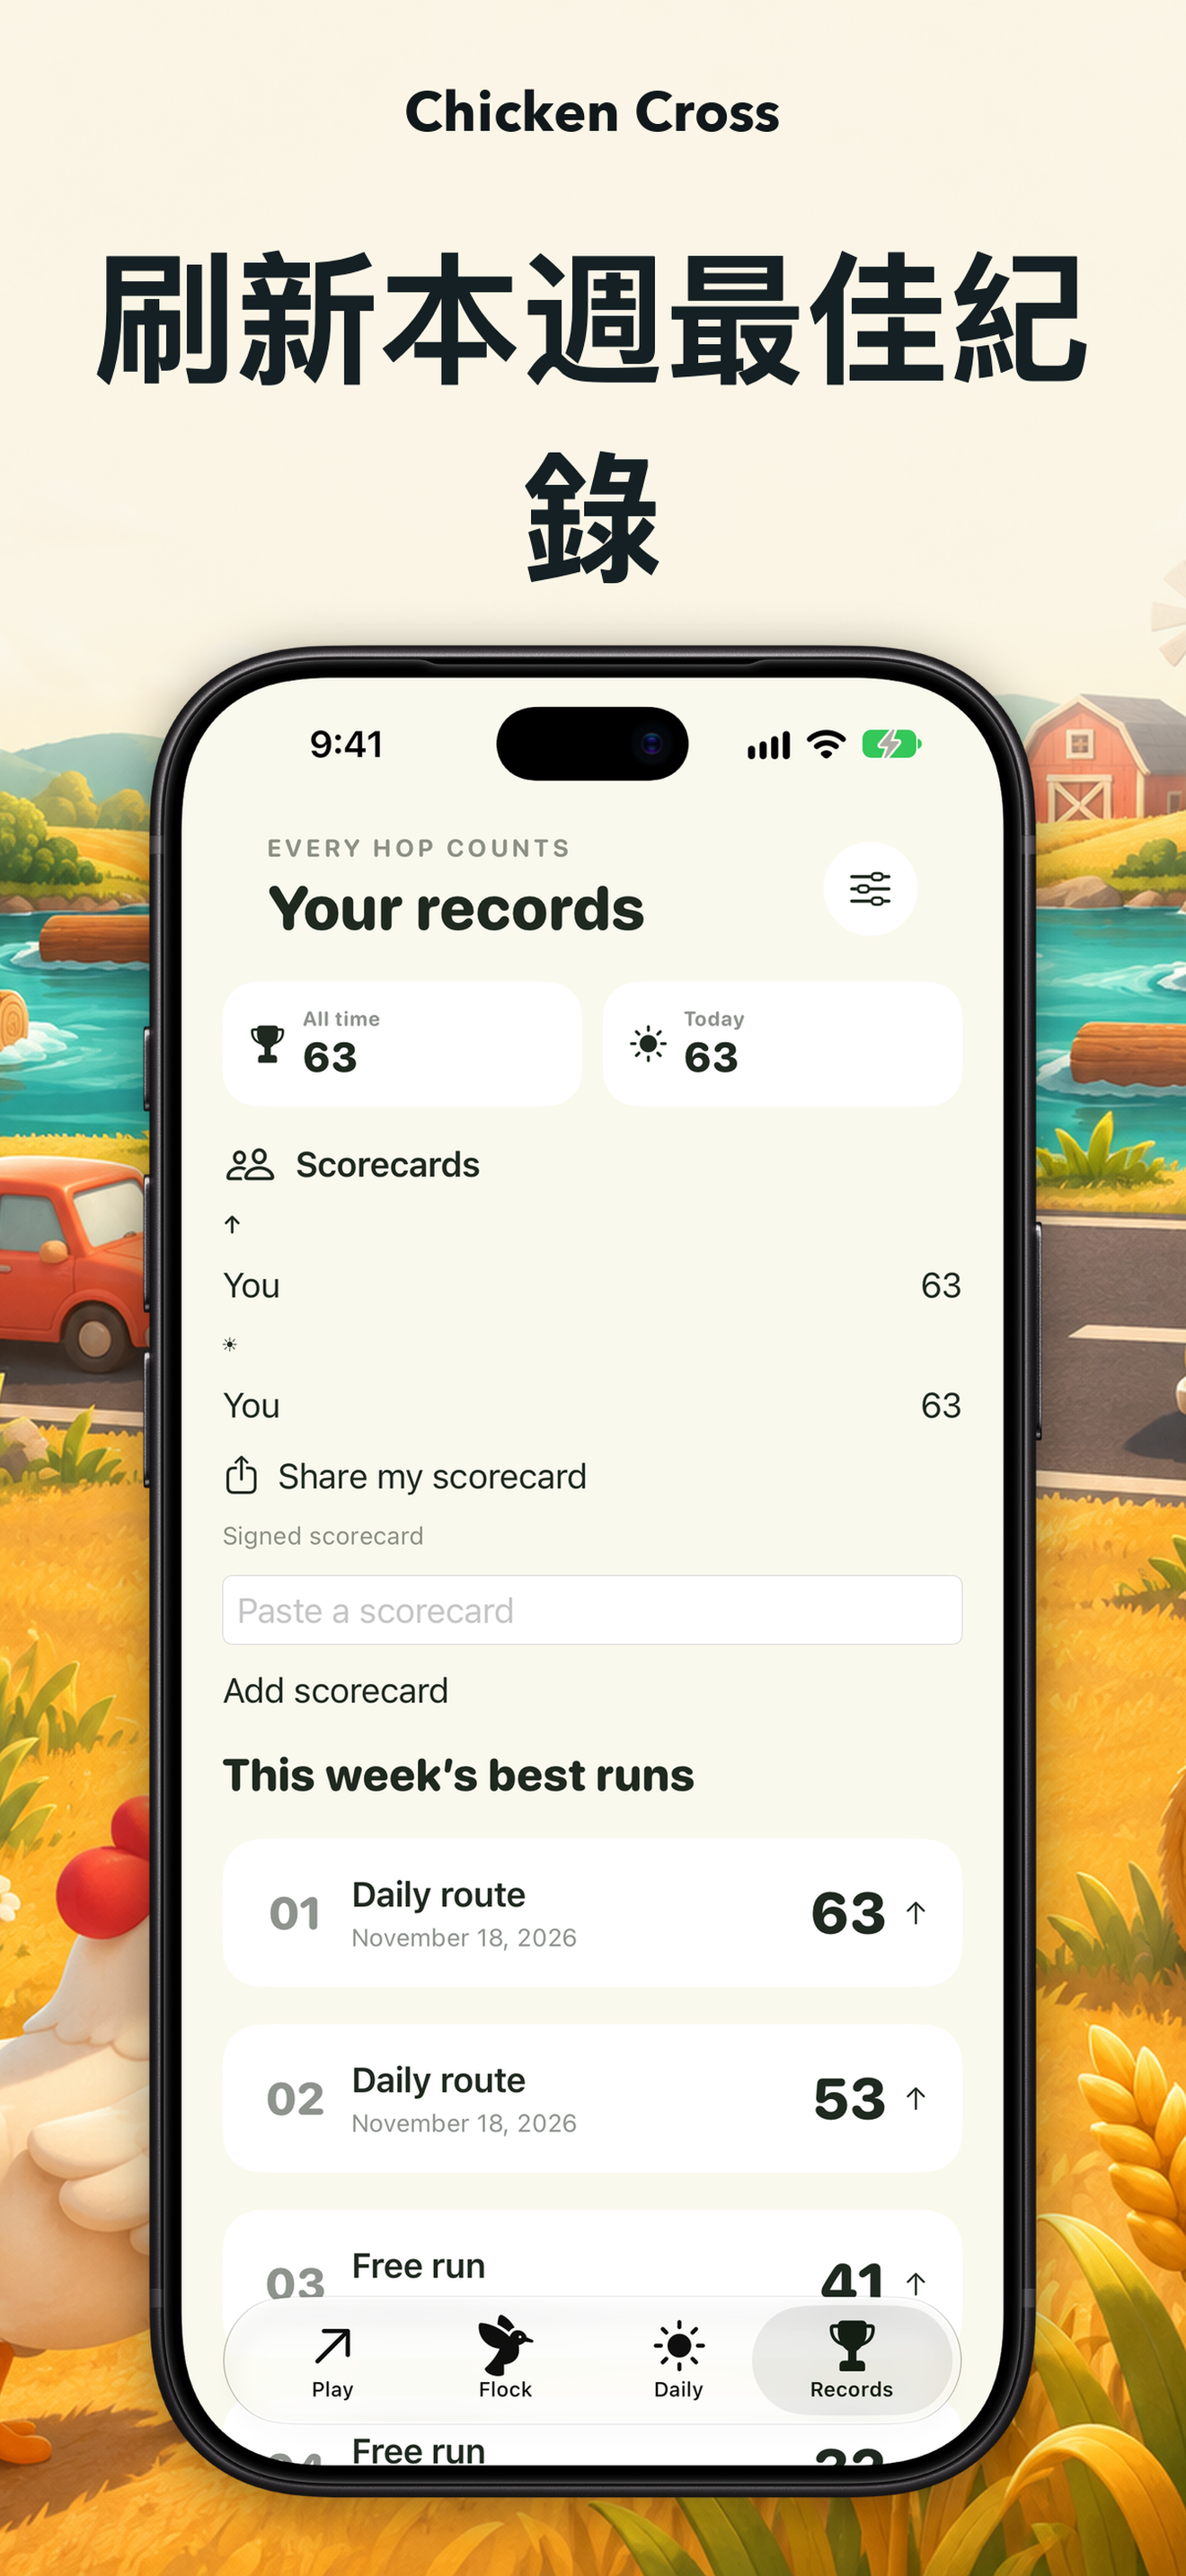 Chicken Cross
刷新本週最佳紀
錄
9:41
EVERY HOP COUNTS
Your records
All time
63
Today
63
Scorecards
↑
You 63
You 63
Share my scorecard
Signed scorecard
Paste a scorecard
Add scorecard
This week's best runs
01 Daily route 63 ↑
November 18, 2026
02 Daily route 53 ↑
November 18, 2026
03 Free run 41 ↑
Play Flock Daily Records
Free run